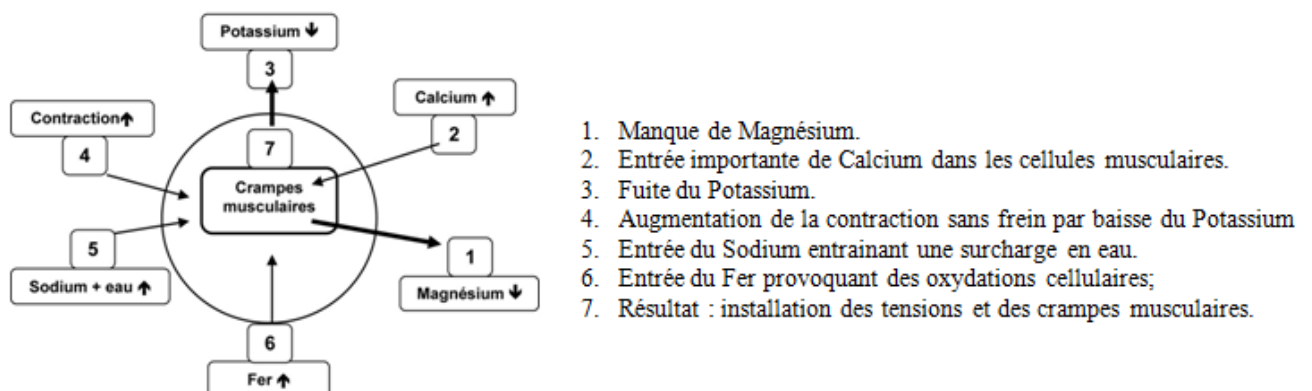 Potassium ↓
3
Calcium ↑
2
Contraction↑
4
7
Crampes
musculaires
5
Sodium + eau ↑
1
Magnésium ↓
6
Fer ↑
1. Manque de Magnésium.
2. Entrée importante de Calcium dans les cellules musculaires.
3. Fuite du Potassium.
4. Augmentation de la contraction sans frein par baisse du Potassium
5. Entrée du Sodium entrainant une surcharge en eau.
6. Entrée du Fer provoquant des oxydations cellulaires;
7. Résultat : installation des tensions et des crampes musculaires.